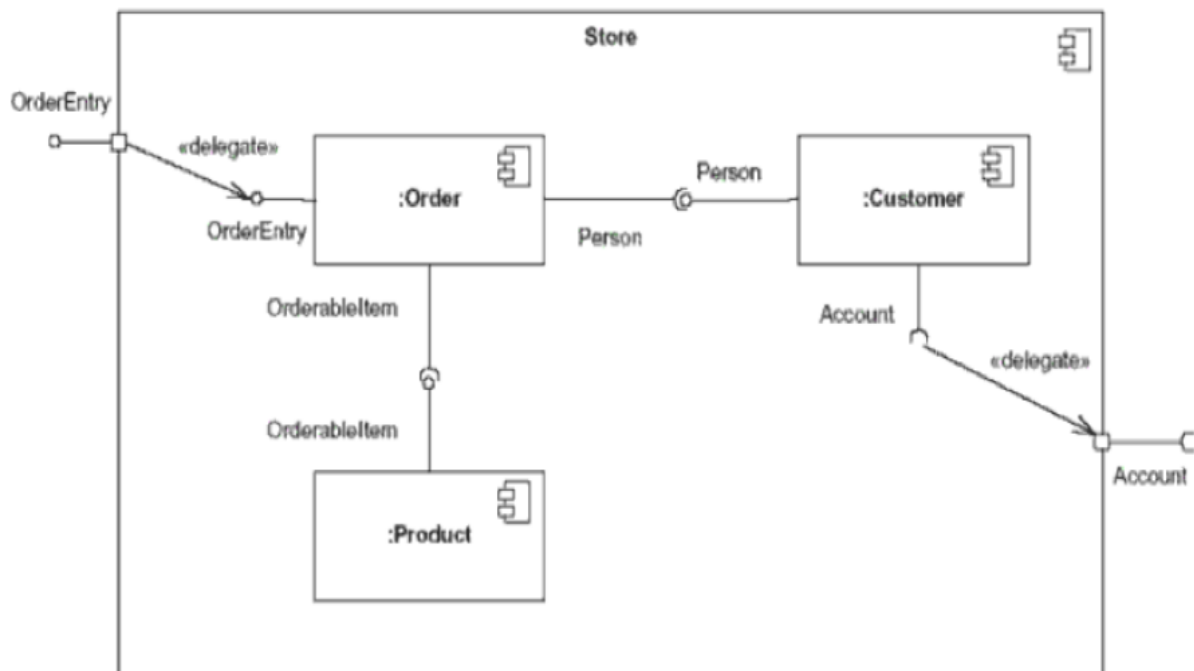 Store
OrderEntry
«delegate»
:Order
OrderEntry
Person
Person
:Customer
OrderableItem
Account
«delegate»
OrderableItem
Account
:Product